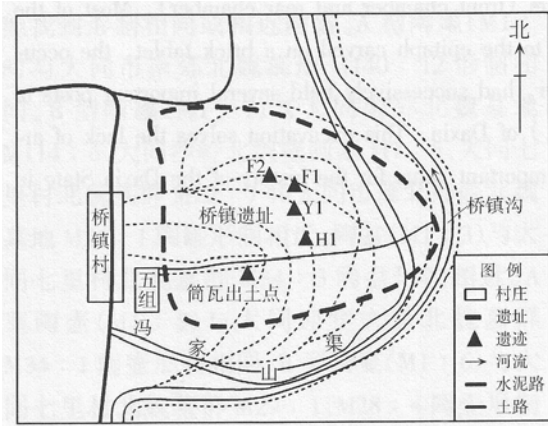 北
F2
F1
Y1
H1
桥镇遗址
桥镇沟
桥镇村
五组
筒瓦出土点
冯家山渠
图例
村庄
遗址
遗迹
河流
水泥路
土路